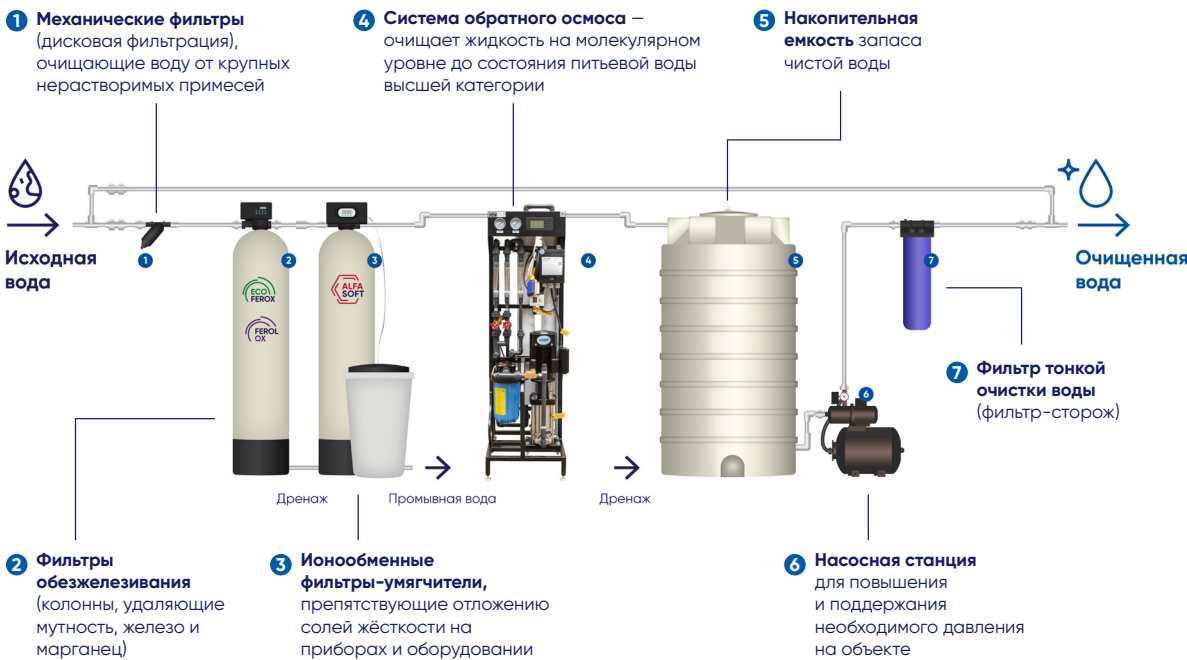 1 Механические фильтры
(дисковая фильтрация),
очищающие воду от крупных
нерастворимых примесей
4 Система обратного осмоса —
очищает жидкость на молекулярном
уровне до состояния питьевой воды
высшей категории
5 Накопительная
емкость запаса
чистой воды
Исходная
вода
1
2
ECO
FEROX
FEROL
OX
3
ALFA
SOFT
4
5
6
7
Очищенная
вода
7 Фильтр тонкой
очистки воды
(фильтр-сторож)
Дренаж
Промывная вода
Дренаж
2 Фильтры
обезжелезивания
(колонны, удаляющие
мутность, железо и
марганец)
3 Ионообменные
фильтры-умягчители,
препятствующие отложению
солей жёсткости на
приборах и оборудовании
6 Насосная станция
для повышения
и поддержания
необходимого давления
на объекте